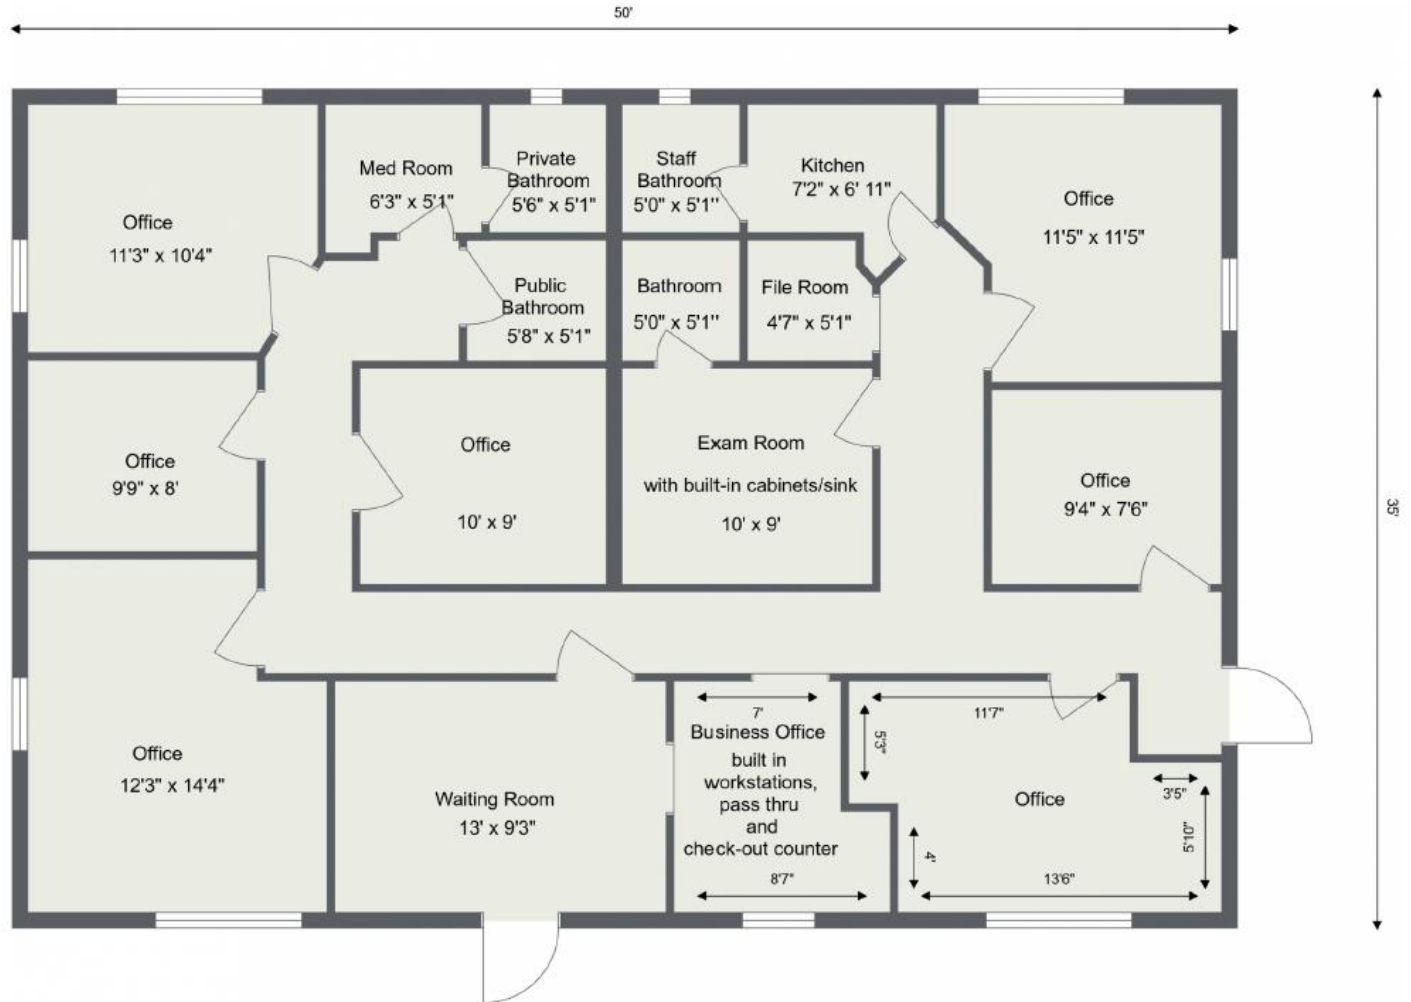 50'
Office
11'3" x 10'4"
Med Room
6'3" x 5'1"
Private
Bathroom
5'6" x 5'1"
Staff
Bathroom
5'0" x 5'1"
Kitchen
7'2" x 6' 11"
Office
11'5" x 11'5"
Public
Bathroom
5'8" x 5'1"
Bathroom
5'0" x 5'1"
File Room
4'7" x 5'1"
Office
9'9" x 8'
Office
10' x 9'
Exam Room
with built-in cabinets/sink
10' x 9'
Office
9'4" x 7'6"
35'
Office
12'3" x 14'4"
Waiting Room
13' x 9'3"
7'
Business Office
built in
workstations,
pass thru
and
check-out counter
8'7"
11'7"
5'3"
Office
3'5"
5'10"
4'
13'6"